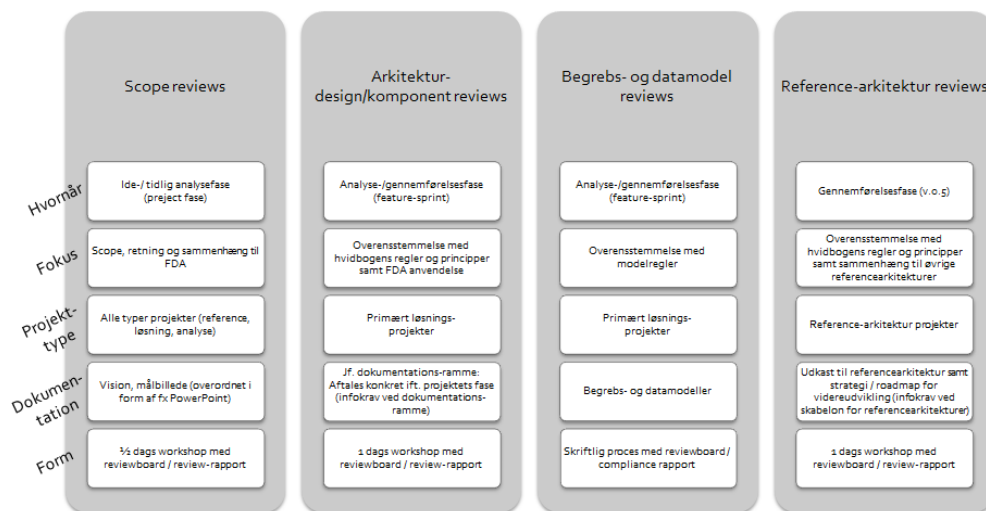 Scope reviews
Arkitektur-
design/komponent reviews
Begrebs- og datamodel
reviews
Reference-arkitektur reviews
Hvornår
Ide-/ tidlig analysefase
(preject fase)
Analyse-/gennemførelsesfase
(feature-sprint)
Analyse-/gennemførelsesfase
(feature-sprint)
Gennemførelsesfase (v.0.5)
Fokus
Scope, retning og sammenhæng til
FDA
Overensstemmelse med
hvidbogens regler og principper
samt FDA anvendelse
Overensstemmelse med
modelregler
Overensstemmelse med
hvidbogens regler og principper
samt sammenhæng til øvrige
referencearkitekturer
Projekt-
type
Alle typer projekter (reference,
løsning, analyse)
Primært løsnings-
projekter
Primært løsnings-
projekter
Reference-arkitektur projekter
Dokumen-
tation
Vision, målbillede (overordnet i
form af fx PowerPoint)
Jf. dokumentations-ramme:
Aftales konkret ift. projektets fase
(infokrav ved dokumentations-
ramme)
Begrebs- og datamodeller
Udkast til referencearkitektur samt
strategi / roadmap for
videreudvikling (infokrav ved
skabelon for referencearkitekturer)
Form
½ dags workshop med
reviewboard / review-rapport
1 dags workshop med
reviewboard / review-rapport
Skriftlig proces med reviewboard /
compliance rapport
1 dags workshop med
reviewboard / review-rapport